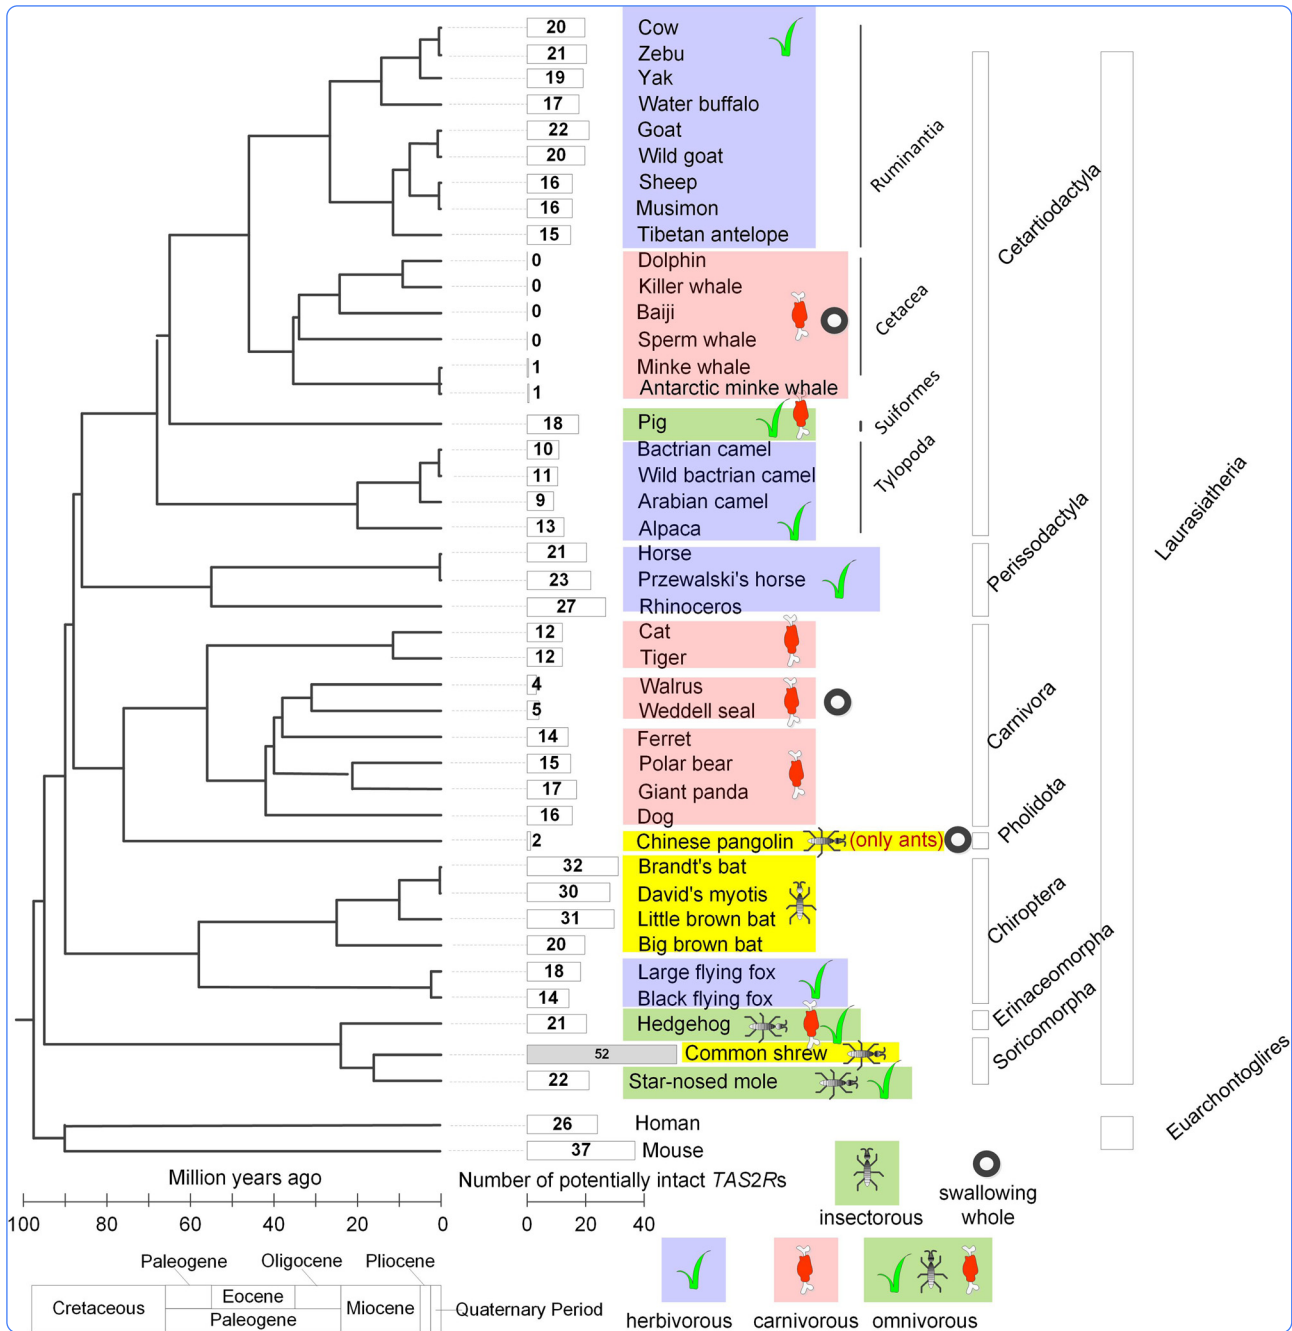 20 Cow
21 Zebu
19 Yak
17 Water buffalo
22 Goat
20 Wild goat
16 Sheep
16 Musimon
15 Tibetan antelope
Ruminantia
0 Dolphin
0 Killer whale
0 Baiji
0 Sperm whale
1 Minke whale
1 Antarctic minke whale
Cetacea
18 Pig
Suiformes
10 Bactrian camel
11 Wild bactrian camel
9 Arabian camel
13 Alpaca
Tylopoda
Cetartiodactyla
21 Horse
23 Przewalski's horse
27 Rhinoceros
Perissodactyla
12 Cat
12 Tiger
4 Walrus
5 Weddell seal
14 Ferret
15 Polar bear
17 Giant panda
16 Dog
Carnivora
2 Chinese pangolin (only ants)
Pholidota
32 Brandt's bat
30 David's myotis
31 Little brown bat
20 Big brown bat
18 Large flying fox
14 Black flying fox
Chiroptera
21 Hedgehog
Erinaceomorpha
52 Common shrew
22 Star-nosed mole
Soricomorpha
Laurasiatheria
26 Homan
37 Mouse
Euarchontoglires
Million years ago
100 80 60 40 20 0
Number of potentially intact TAS2Rs
0 20 40
insectorous
swallowing
whole
herbivorous
carnivorous
omnivorous
Paleogene
Oligocene
Pliocene
Cretaceous
Eocene
Paleogene
Miocene
Quaternary Period